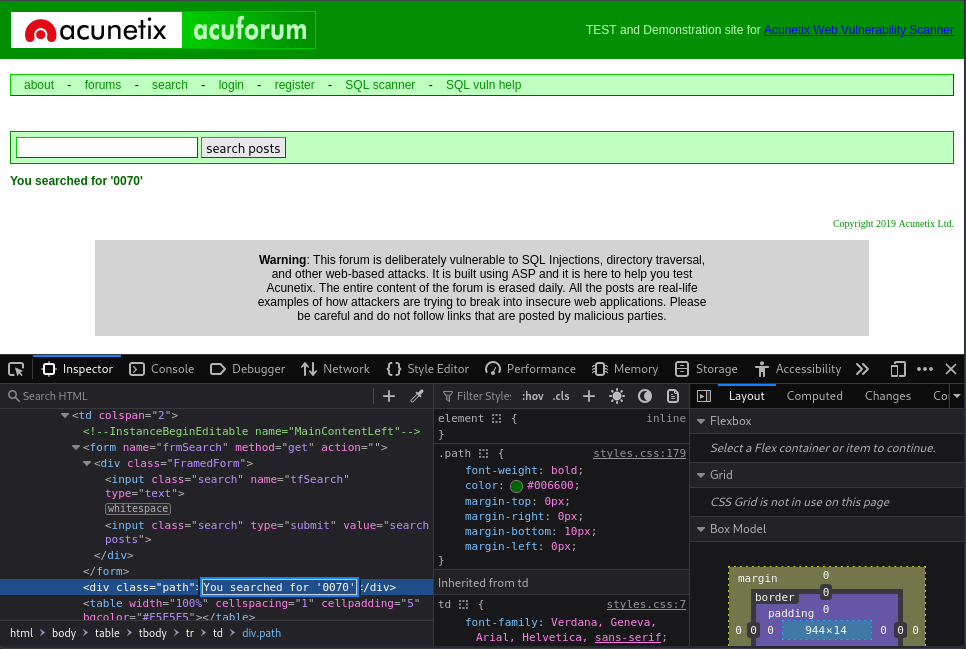 acunetix acuforum
TEST and Demonstration site for Acunetix Web Vulnerability Scanner
about - forums - search - login - register - SQL scanner - SQL vuln help
search posts
You searched for '0070'
Copyright 2019 Acunetix Ltd.
Warning: This forum is deliberately vulnerable to SQL Injections, directory traversal,
and other web-based attacks. It is built using ASP and it is here to help you test
Acunetix. The entire content of the forum is erased daily. All the posts are real-life
examples of how attackers are trying to break into insecure web applications. Please
be careful and do not follow links that are posted by malicious parties.
Inspector Console Debugger Network Style Editor Performance Memory Storage Accessibility
Search HTML
<td colspan="2">
<!--InstanceBeginEditable name="MainContentLeft"-->
<form name="frmSearch" method="get" action="">
<div class="FramedForm">
<input class="search" name="tfSearch"
type="text">
whitespace
<input class="search" type="submit" value="search
posts">
</div>
</form>
<div class="path">You searched for '0070'</div>
<table width="100%" cellspacing="1" cellpadding="5"
bgcolor="#E5E5E5"></table>
html > body > table > tbody > tr > td > div.path
Filter Styles :hov .cls
element { inline
}
.path { styles.css:179
font-weight: bold;
color: #006600;
margin-top: 0px;
margin-right: 0px;
margin-bottom: 10px;
margin-left: 0px;
}
Inherited from td
td { styles.css:7
font-family: Verdana, Geneva,
Arial, Helvetica, sans-serif;
Layout Computed Changes Co
Flexbox
Select a Flex container or item to continue.
Grid
CSS Grid is not in use on this page
Box Model
margin 0
border 0
padding 0
0 0 0 944×14 0 0 0